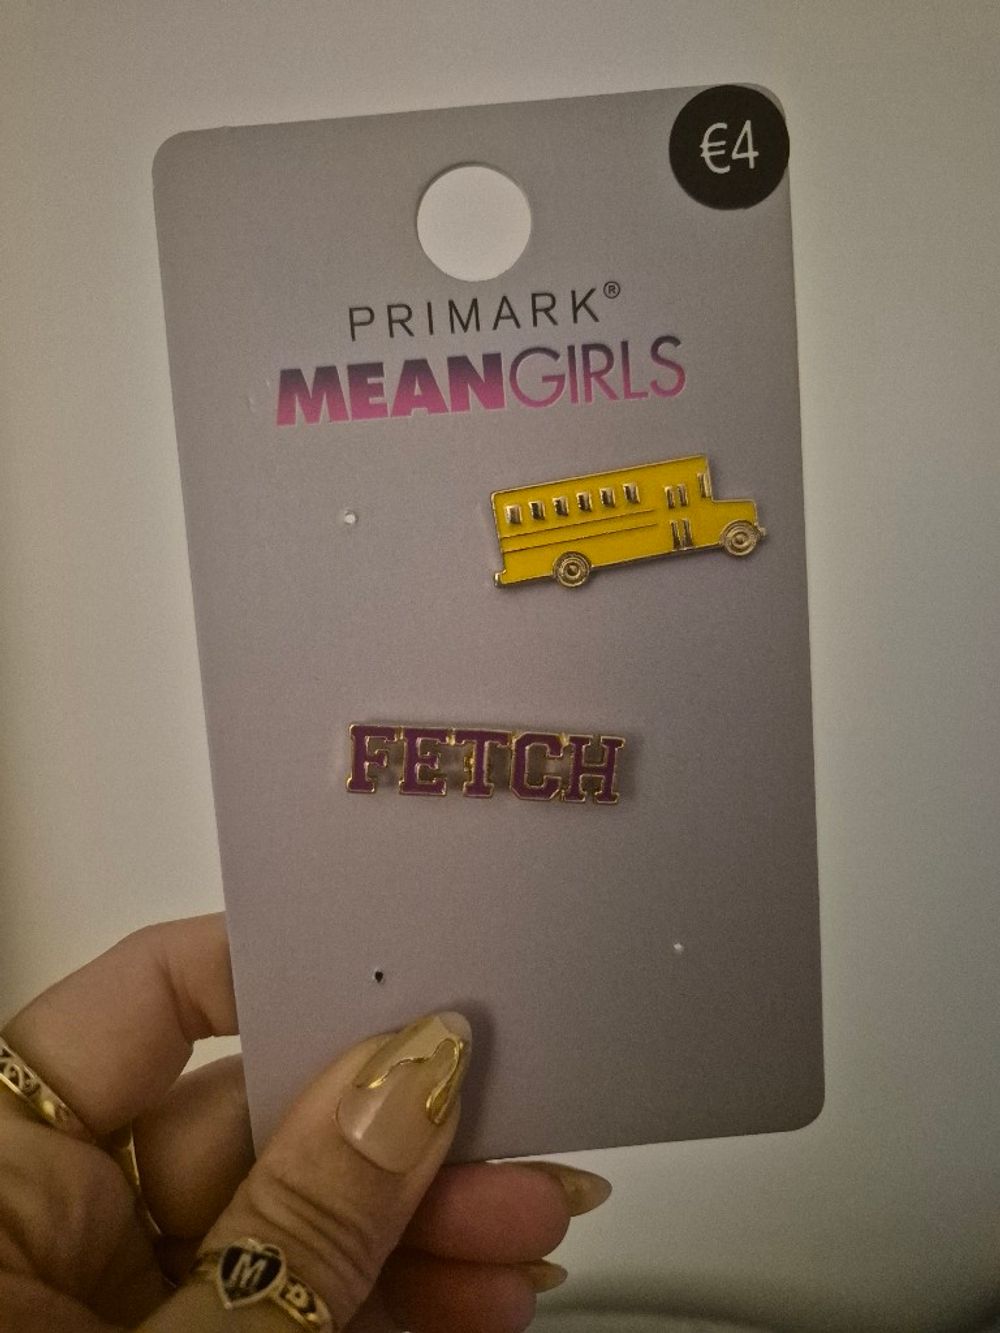 €4
PRIMARK®
MEANGIRLS
FETCH
M